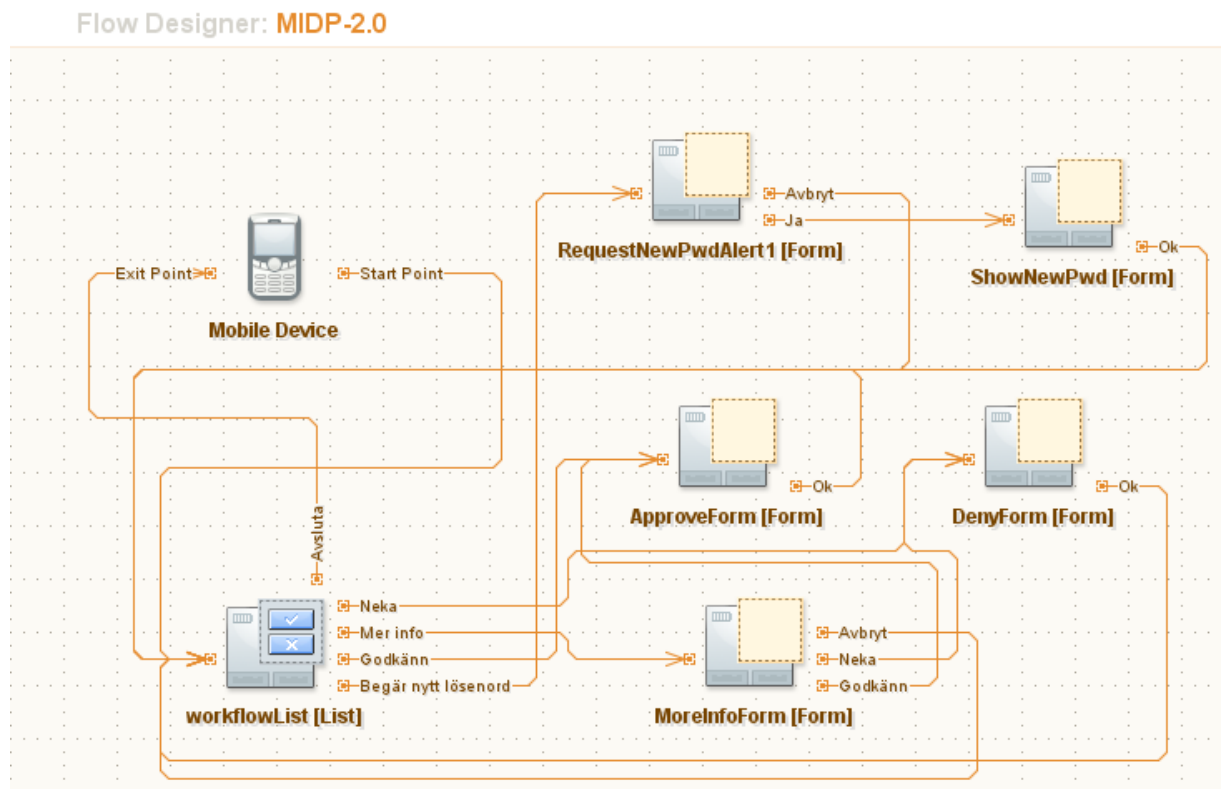 Flow Designer: MIDP-2.0
Avbryt
Ja
RequestNewPwdAlert1 [Form]
Ok
ShowNewPwd [Form]
Exit Point
Start Point
Mobile Device
Ok
ApproveForm [Form]
Ok
DenyForm [Form]
Avsluta
Neka
Mer info
Godkänn
Begär nytt lösenord
workflowList [List]
Avbryt
Neka
Godkänn
MoreInfoForm [Form]